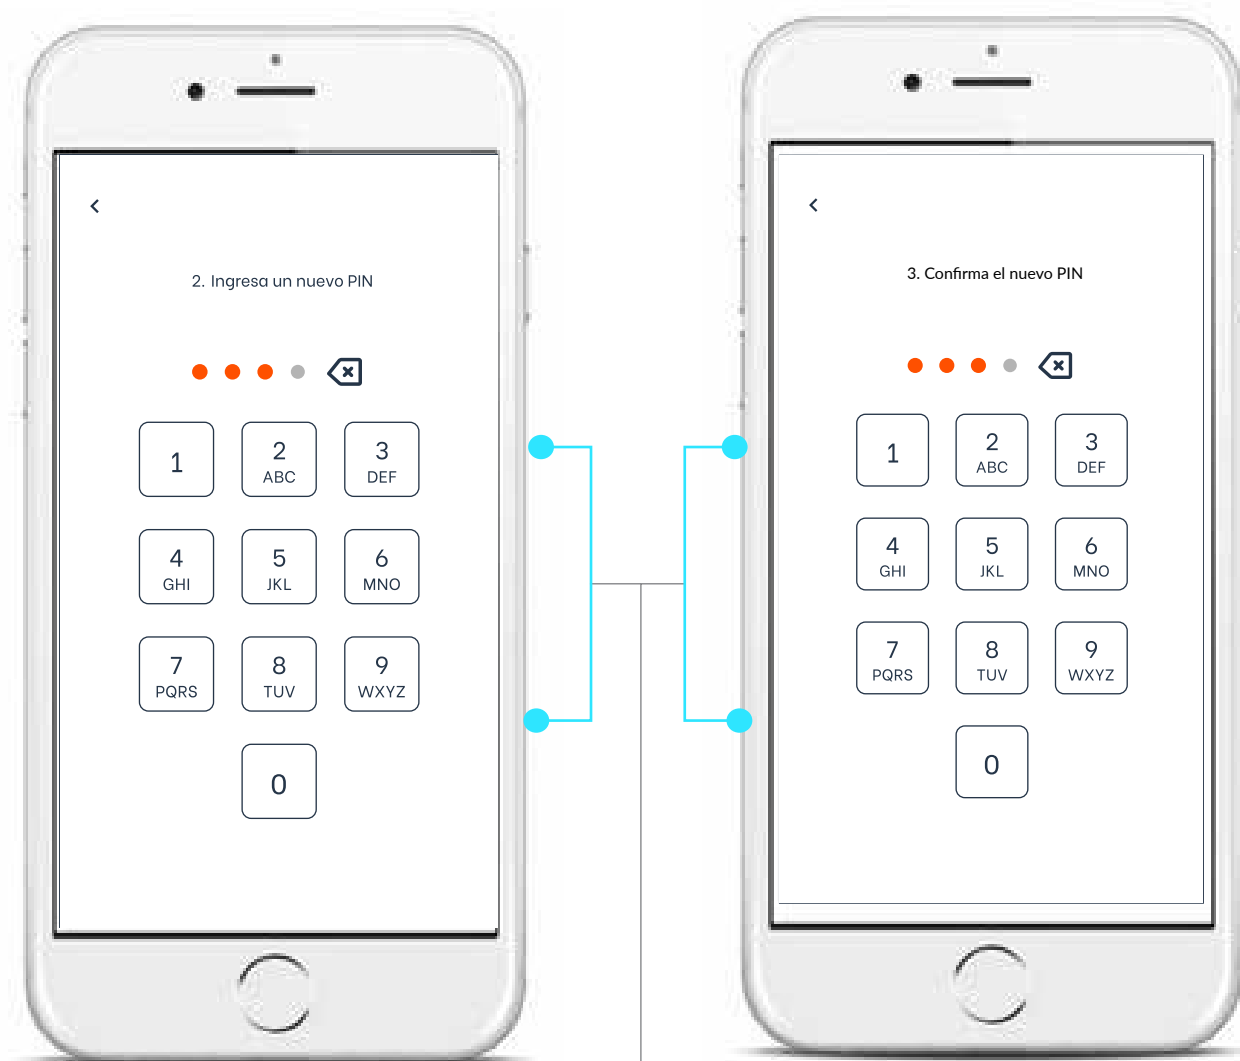 2. Ingresa un nuevo PIN
1
2
3
ABC
DEF
4
5
6
GHI
JKL
MNO
7
8
9
PQRS
TUV
WXYZ
0
3. Confirma el nuevo PIN
1
2
3
ABC
DEF
4
5
6
GHI
JKL
MNO
7
8
9
PQRS
TUV
WXYZ
0